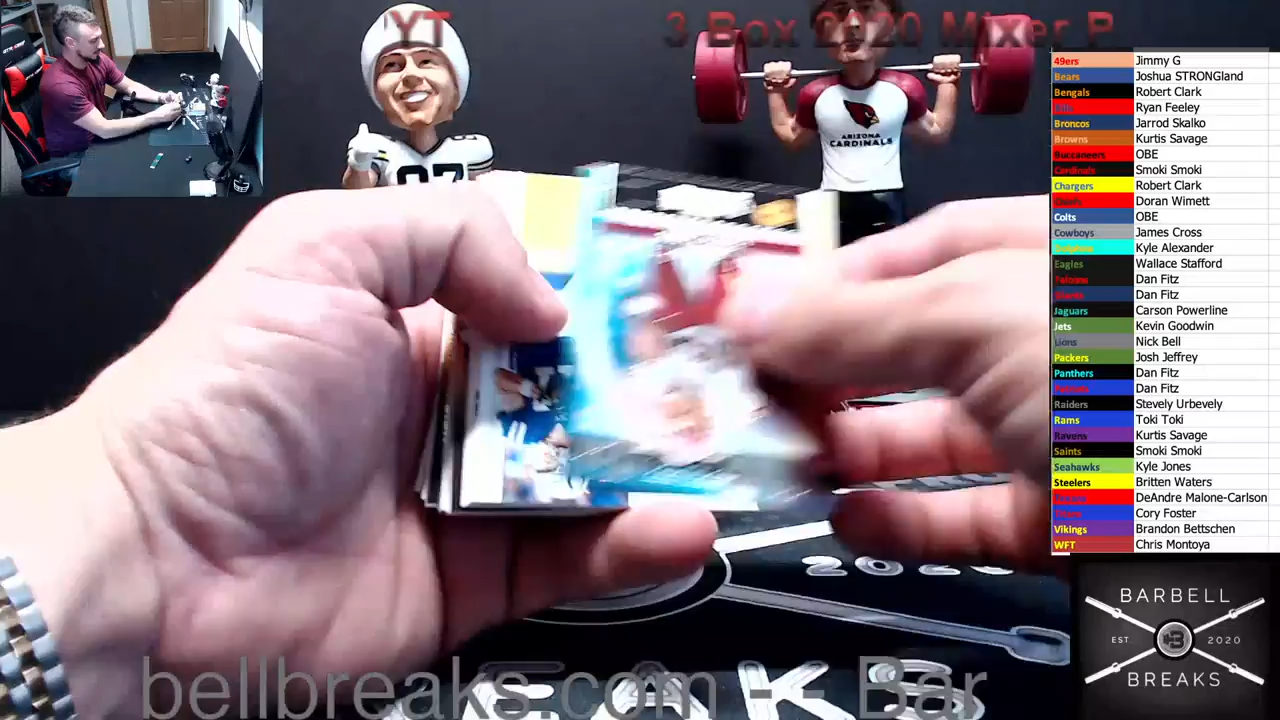 YT 3 Box 2020 Mixer P
49ers Jimmy G
Bears Joshua STRONGland
Bengals Robert Clark
Bills Ryan Feeley
Broncos Jarrod Skalko
Browns Kurtis Savage
Buccaneers OBE
Cardinals Smoki Smoki
Chargers Robert Clark
Chiefs Doran Wimett
Colts OBE
Cowboys James Cross
Dolphins Kyle Alexander
Eagles Wallace Stafford
Falcons Dan Fitz
Giants Dan Fitz
Jaguars Carson Powerline
Jets Kevin Goodwin
Lions Nick Bell
Packers Josh Jeffrey
Panthers Dan Fitz
Patriots Dan Fitz
Raiders Stevely Urbevely
Rams Toki Toki
Ravens Kurtis Savage
Saints Smoki Smoki
Seahawks Kyle Jones
Steelers Britten Waters
Texans DeAndre Malone-Carlson
Titans Cory Foster
Vikings Brandon Bettschen
WFT Chris Montoya
ARIZONA
CARDINALS
87
2020
BREAKS
bellbreaks.com - - Bar
BARBELL
EST. 2020
BREAKS